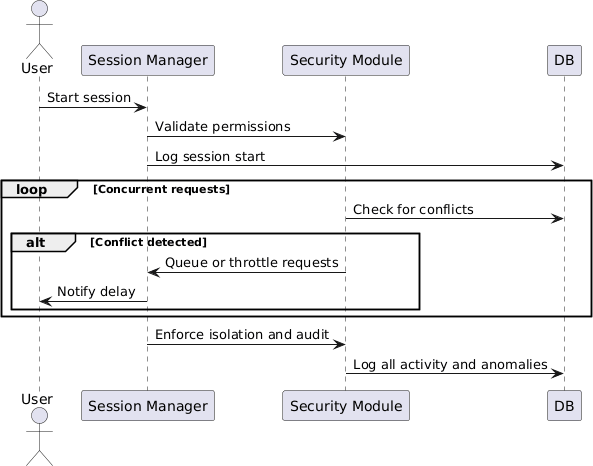 User
Session Manager
Security Module
DB
Start session
Validate permissions
Log session start
loop
[Concurrent requests]
Check for conflicts
alt
[Conflict detected]
Queue or throttle requests
Notify delay
Enforce isolation and audit
Log all activity and anomalies
User
Session Manager
Security Module
DB